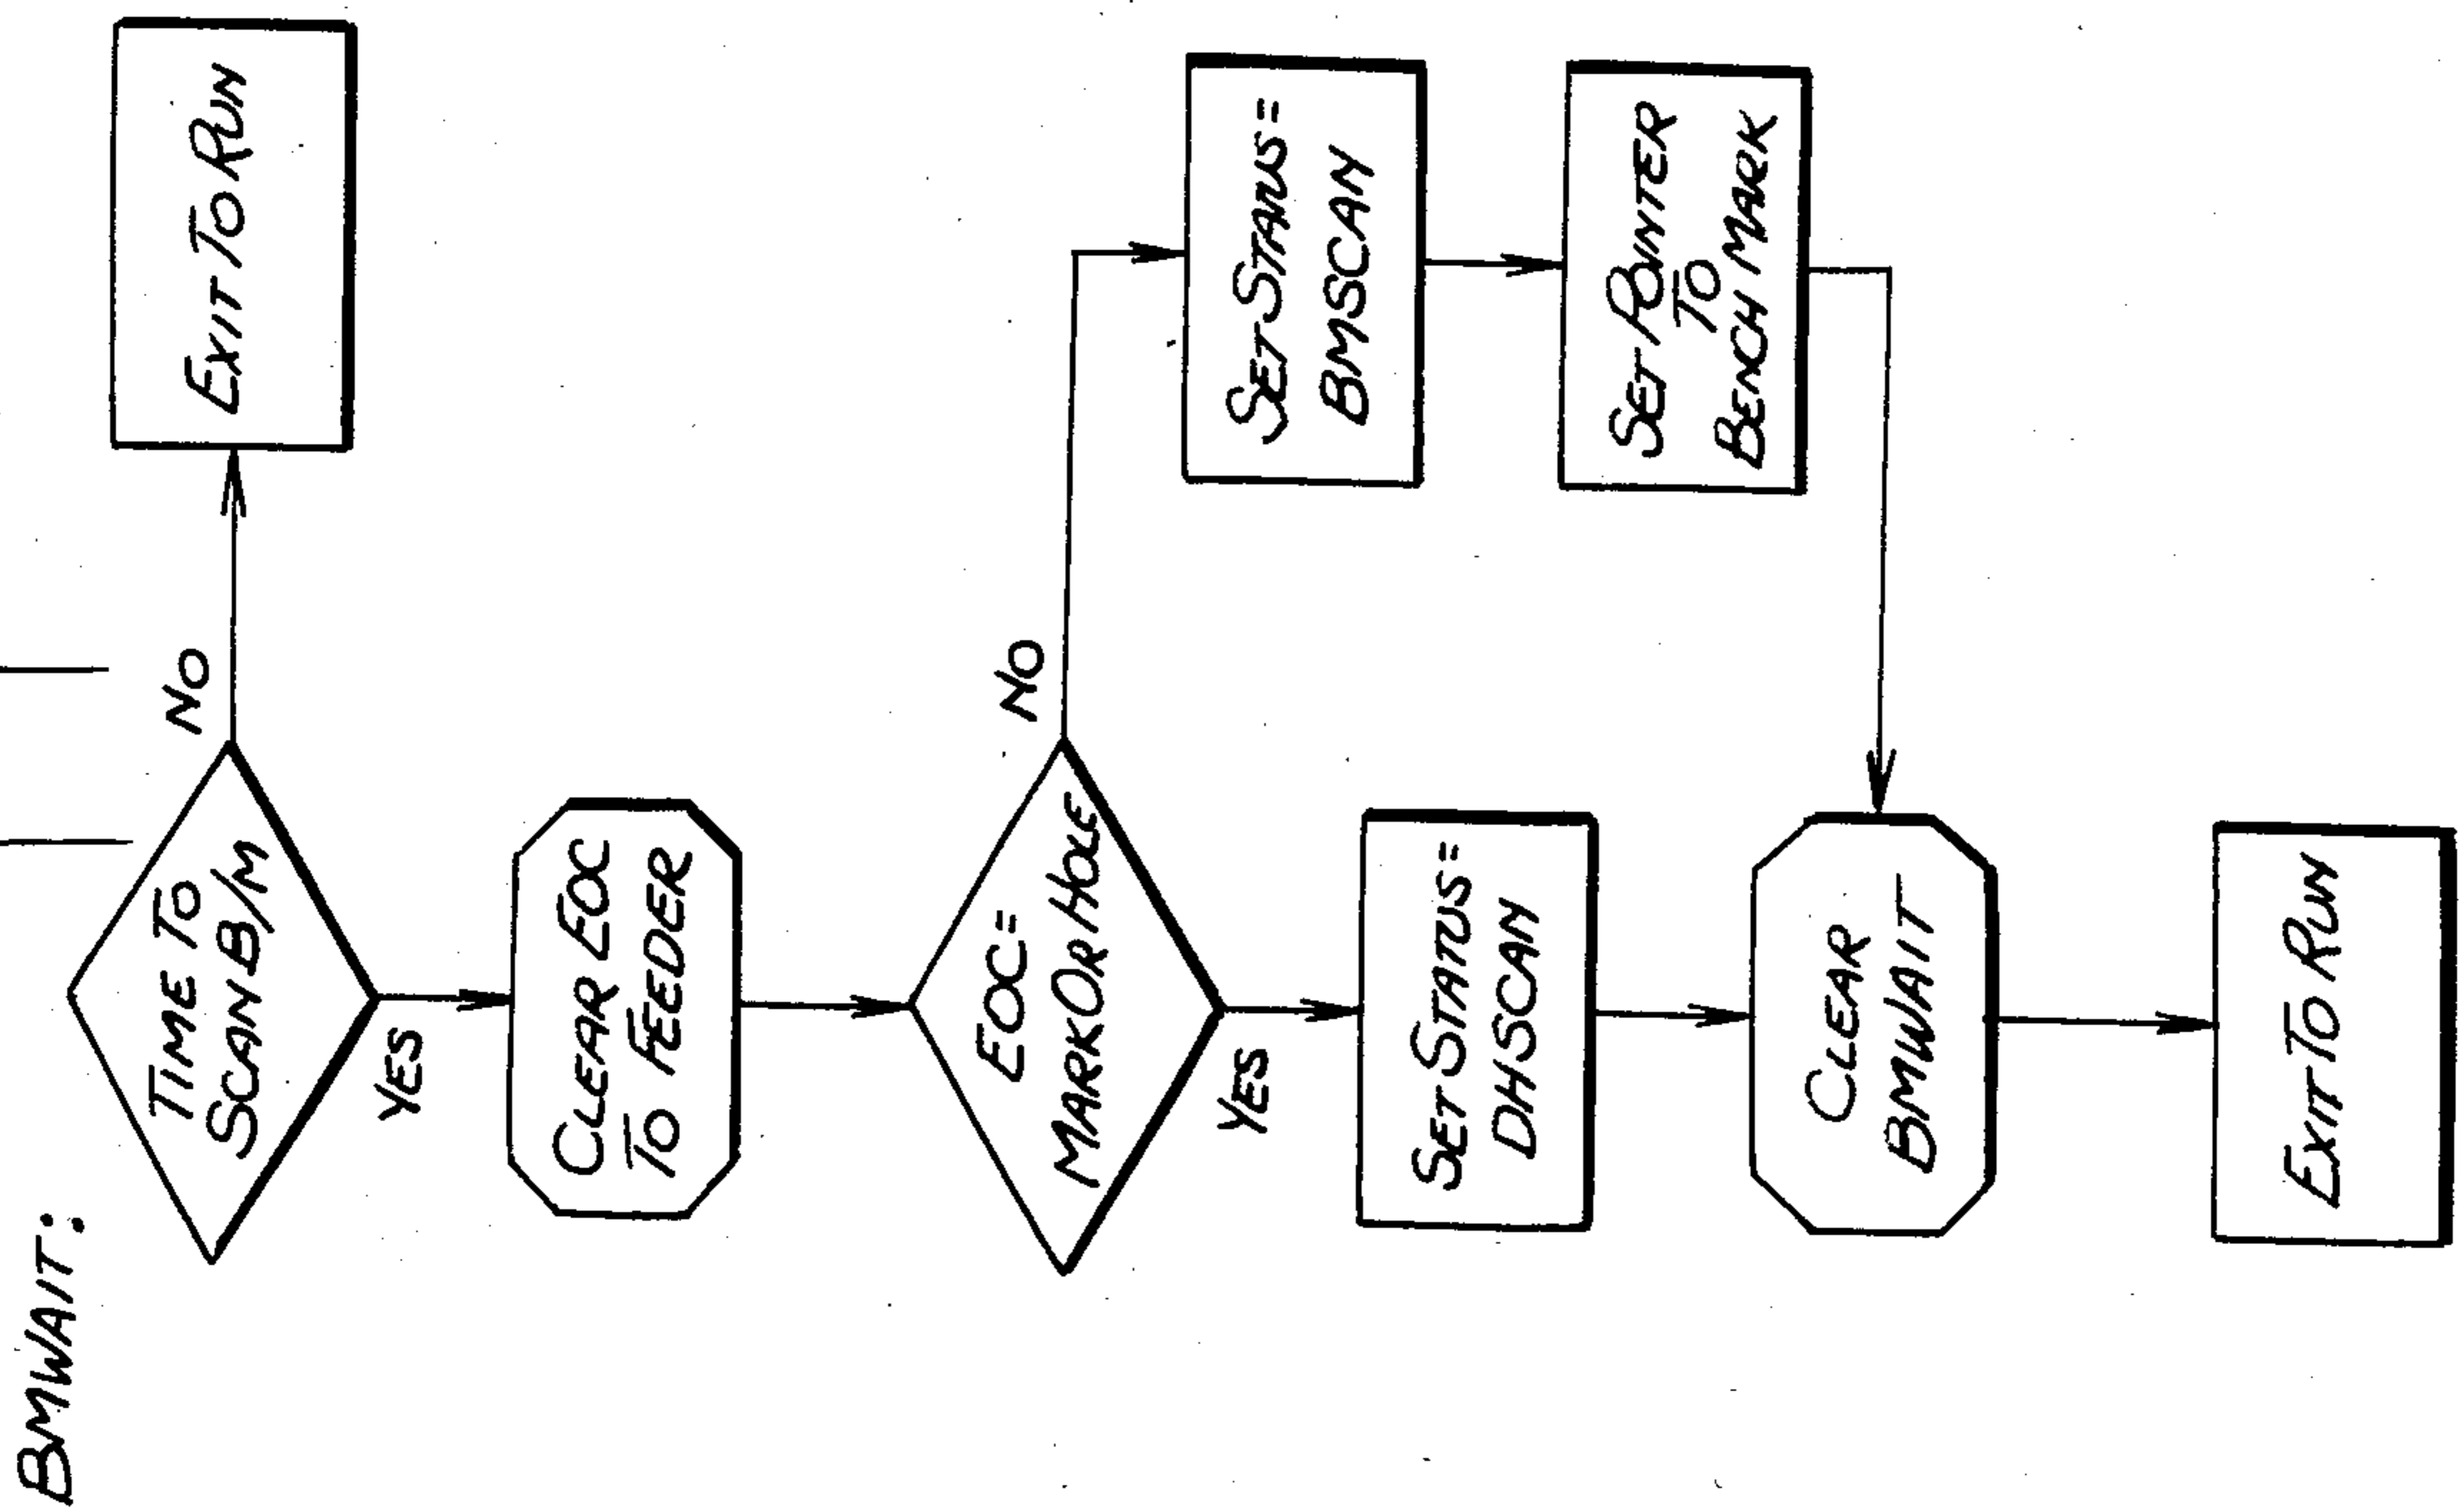 BMWAIT:
TIME TO
SCAN B/M
NO
EXIT TO RUN
YES
CLEAR EOC
TO FEEDER
EOC=
MARK OR HOLE
NO
SET STATUS=
BMSCAN
SET POINTER
TO
BENCH MARK
YES
SET STATUS=
DHSCAN
CLEAR
BMWAIT
EXIT TO RUN